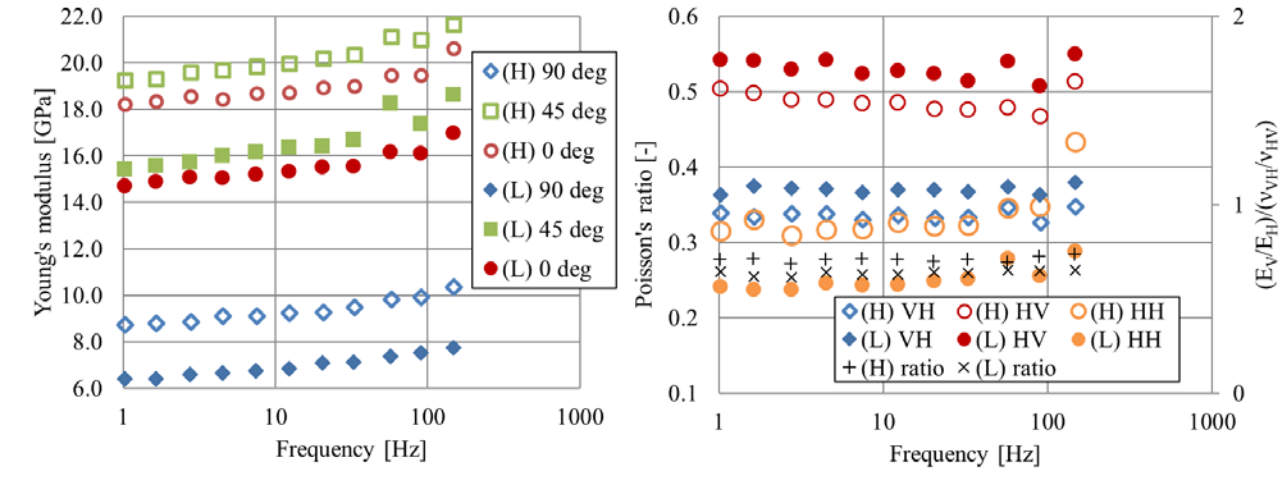 22.0
20.0
18.0
16.0
14.0
12.0
10.0
8.0
6.0
Young's modulus [GPa]
1 10 100 1000
Frequency [Hz]
(H) 90 deg
(H) 45 deg
(H) 0 deg
(L) 90 deg
(L) 45 deg
(L) 0 deg
0.6
0.5
0.4
0.3
0.2
0.1
Poisson's ratio [-]
1 10 100 1000
Frequency [Hz]
2
1
0
(E_V/E_H)/(ν_VH/ν_HV)
(H) VH (H) HV (H) HH
(L) VH (L) HV (L) HH
(H) ratio (L) ratio